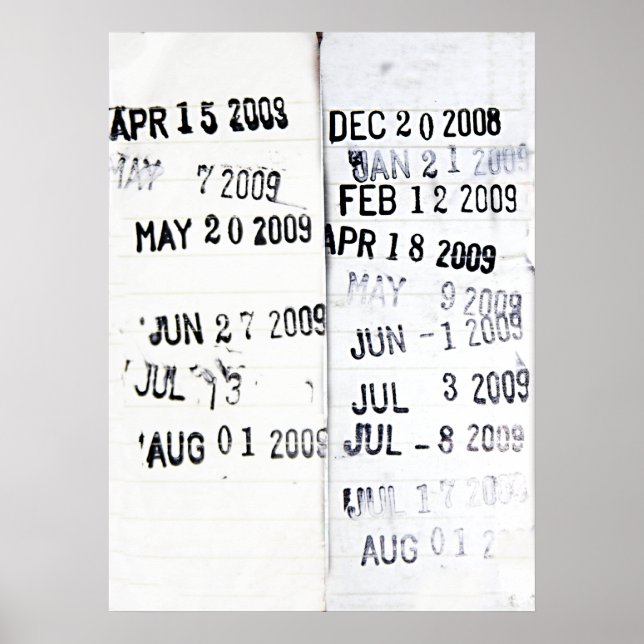 APR 15 2009
MAY 7 2009
MAY 20 2009
JUN 27 2009
JUL 13
AUG 01 2009
DEC 20 2008
JAN 21 2009
FEB 12 2009
APR 18 2009
MAY 9 2009
JUN -1 2009
JUL 3 2009
JUL -8 2009
JUL 17 2009
AUG 01 2